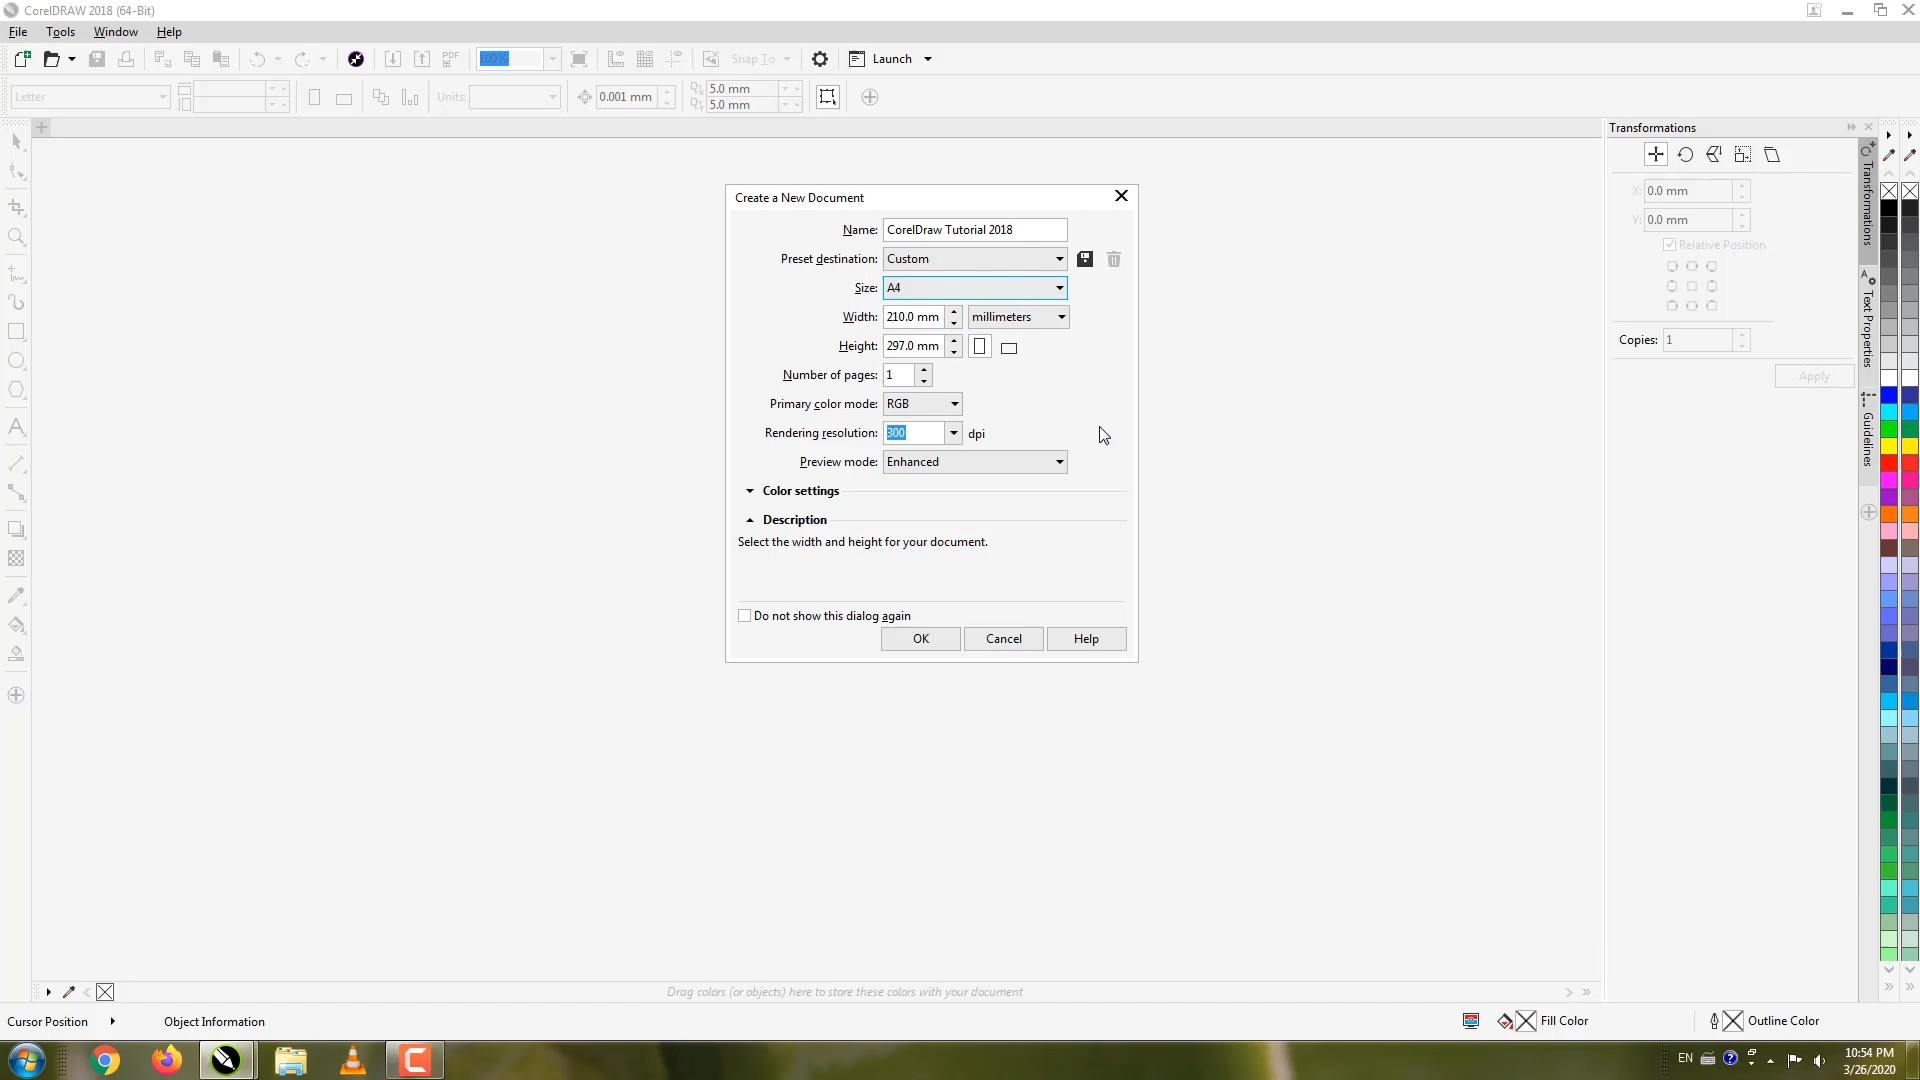 CorelDRAW 2018 (64-Bit)
File Tools Window Help
PDF 100% Snap To Launch
Letter Units: 0.001 mm 5.0 mm
5.0 mm
Transformations
X: 0.0 mm
Y: 0.0 mm
Relative Position
Copies: 1
Apply
Transformations
Text Properties
Guidelines
Create a New Document
Name: CorelDraw Tutorial 2018
Preset destination: Custom
Size: A4
Width: 210.0 mm millimeters
Height: 297.0 mm
Number of pages: 1
Primary color mode: RGB
Rendering resolution: 300 dpi
Preview mode: Enhanced
Color settings
Description
Select the width and height for your document.
Do not show this dialog again
OK Cancel Help
Drag colors (or objects) here to store these colors with your document
Cursor Position Object Information Fill Color Outline Color
EN 10:54 PM
3/26/2020